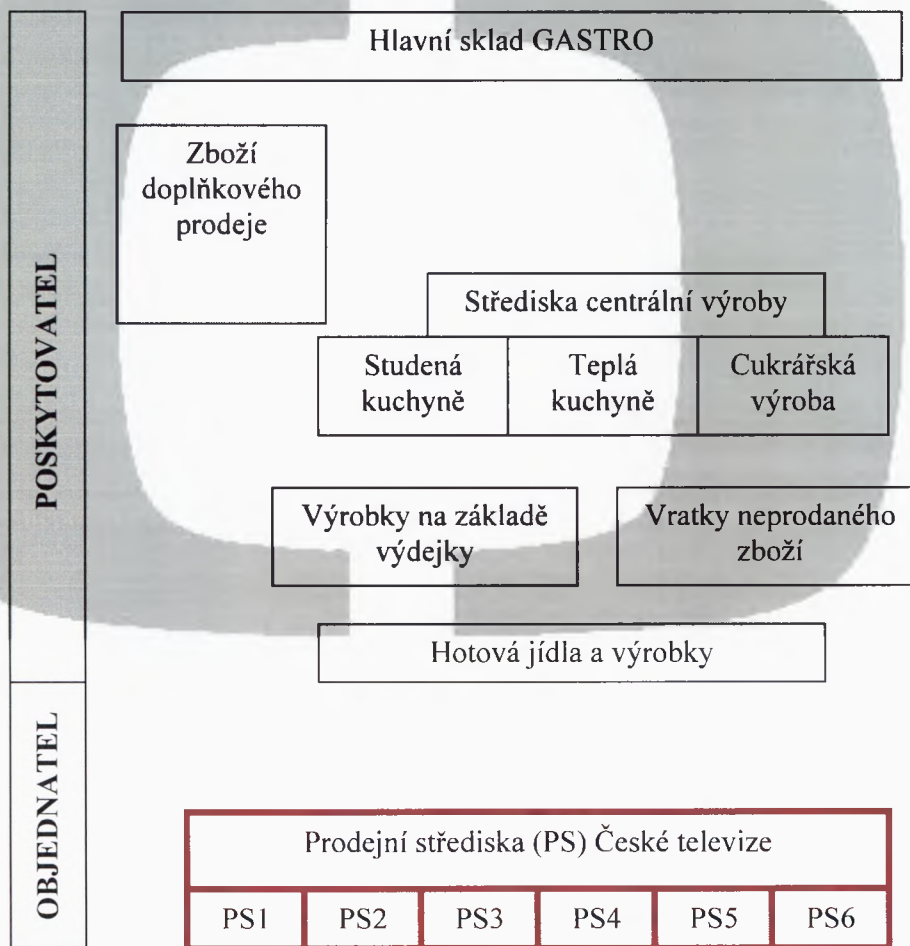 Hlavní sklad GASTRO
Zboží
doplňkového
prodeje
POSKYTOVATEL
Střediska centrální výroby
Studená
kuchyně
Teplá
kuchyně
Cukrářská
výroba
Výrobky na základě
výdejky
Vratky neprodaného
zboží
Hotová jídla a výrobky
OBJEDNATEL
Prodejní střediska (PS) České televize
PS1 PS2 PS3 PS4 PS5 PS6